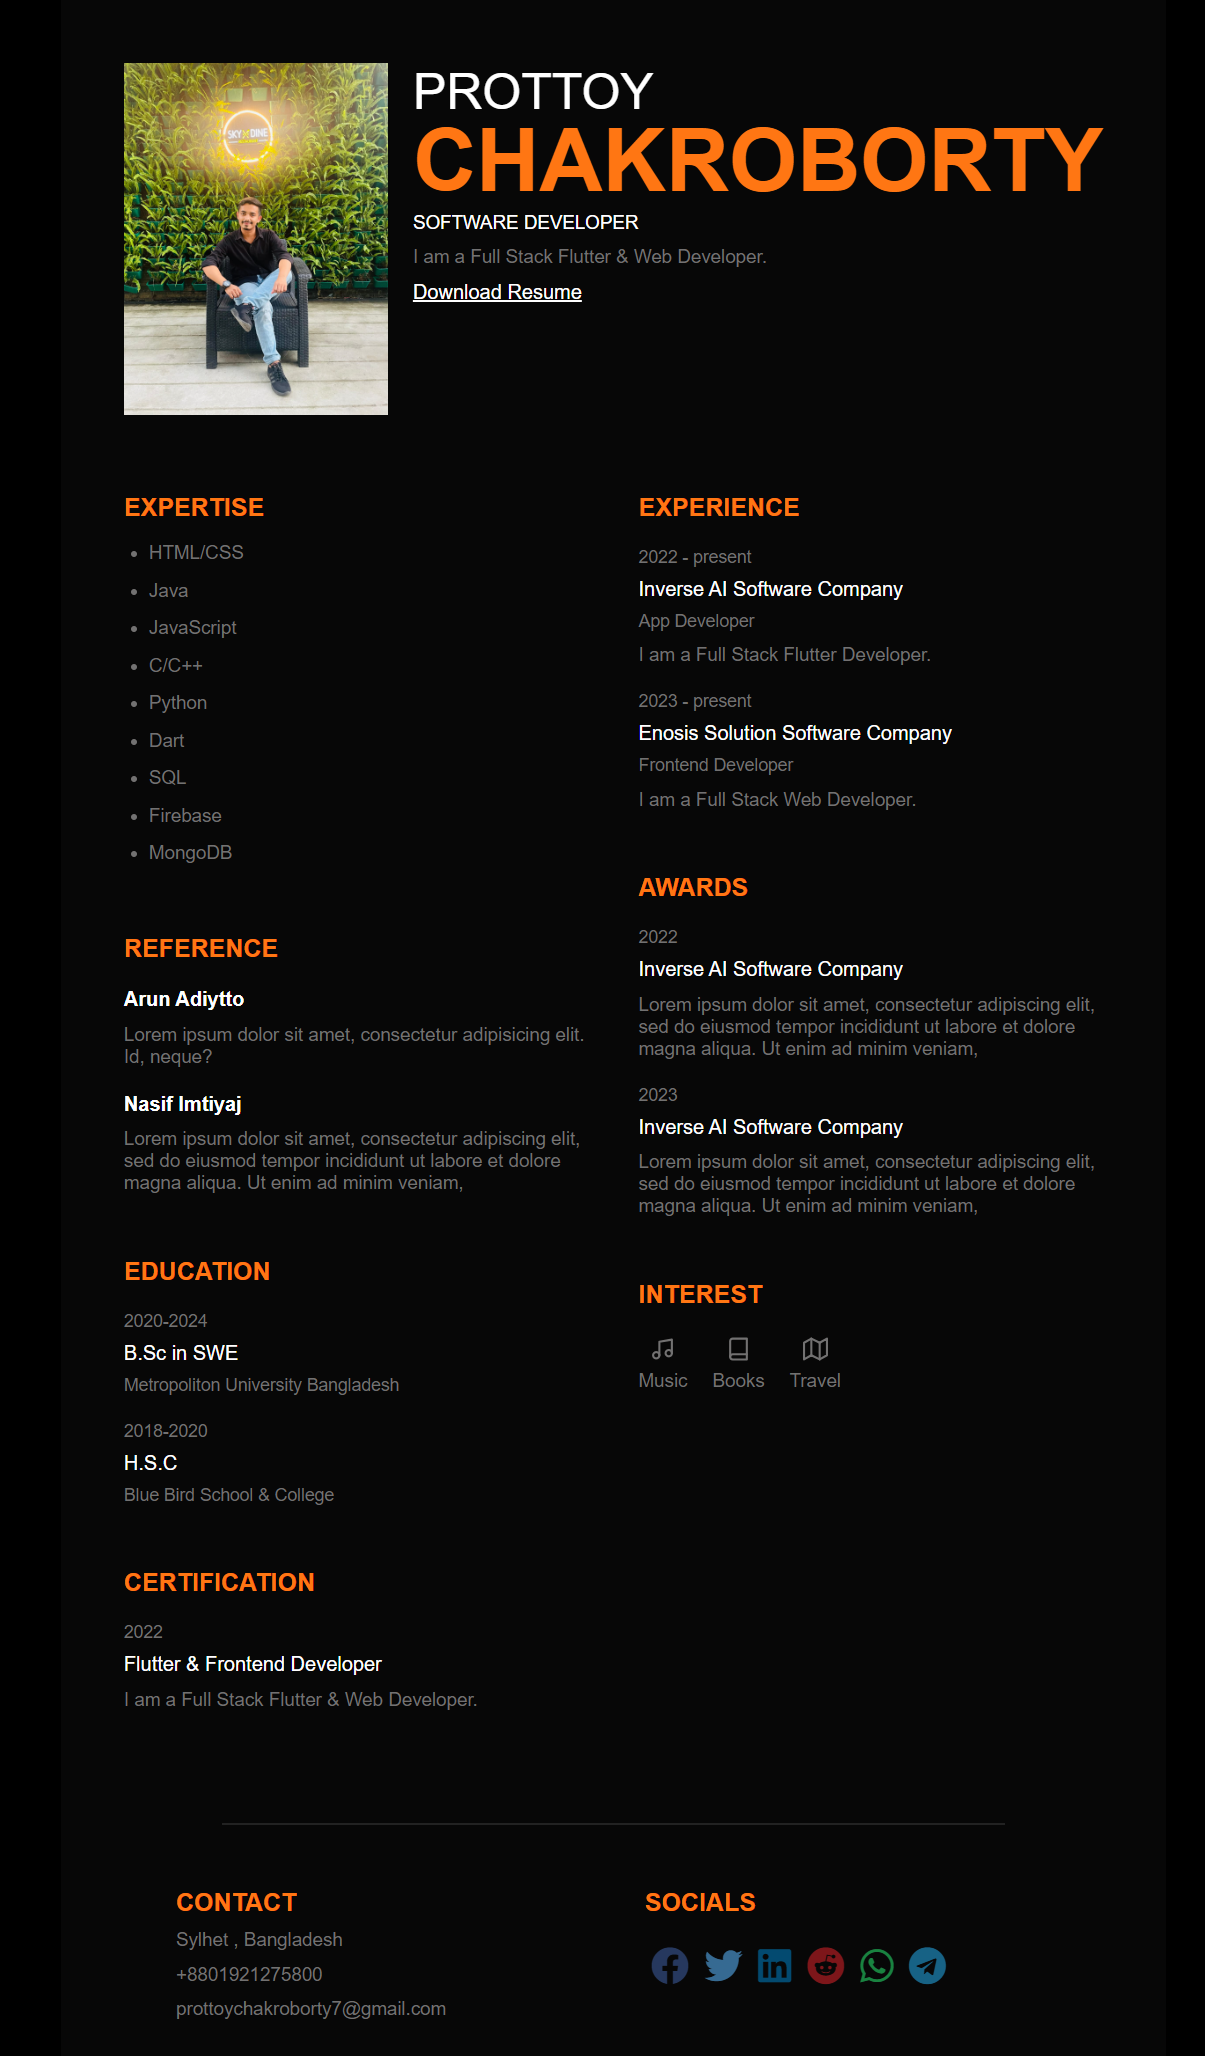 SKY DINE
PROTTOY
CHAKROBORTY
SOFTWARE DEVELOPER
I am a Full Stack Flutter & Web Developer.
Download Resume
EXPERTISE
HTML/CSS
Java
JavaScript
C/C++
Python
Dart
SQL
Firebase
MongoDB
REFERENCE
Arun Adiytto
Lorem ipsum dolor sit amet, consectetur adipisicing elit.
Id, neque?
Nasif Imtiyaj
Lorem ipsum dolor sit amet, consectetur adipiscing elit,
sed do eiusmod tempor incididunt ut labore et dolore
magna aliqua. Ut enim ad minim veniam,
EDUCATION
2020-2024
B.Sc in SWE
Metropoliton University Bangladesh
2018-2020
H.S.C
Blue Bird School & College
CERTIFICATION
2022
Flutter & Frontend Developer
I am a Full Stack Flutter & Web Developer.
EXPERIENCE
2022 - present
Inverse AI Software Company
App Developer
I am a Full Stack Flutter Developer.
2023 - present
Enosis Solution Software Company
Frontend Developer
I am a Full Stack Web Developer.
AWARDS
2022
Inverse AI Software Company
Lorem ipsum dolor sit amet, consectetur adipiscing elit,
sed do eiusmod tempor incididunt ut labore et dolore
magna aliqua. Ut enim ad minim veniam,
2023
Inverse AI Software Company
Lorem ipsum dolor sit amet, consectetur adipiscing elit,
sed do eiusmod tempor incididunt ut labore et dolore
magna aliqua. Ut enim ad minim veniam,
INTEREST
Music Books Travel
CONTACT
Sylhet , Bangladesh
+8801921275800
prottoychakroborty7@gmail.com
SOCIALS